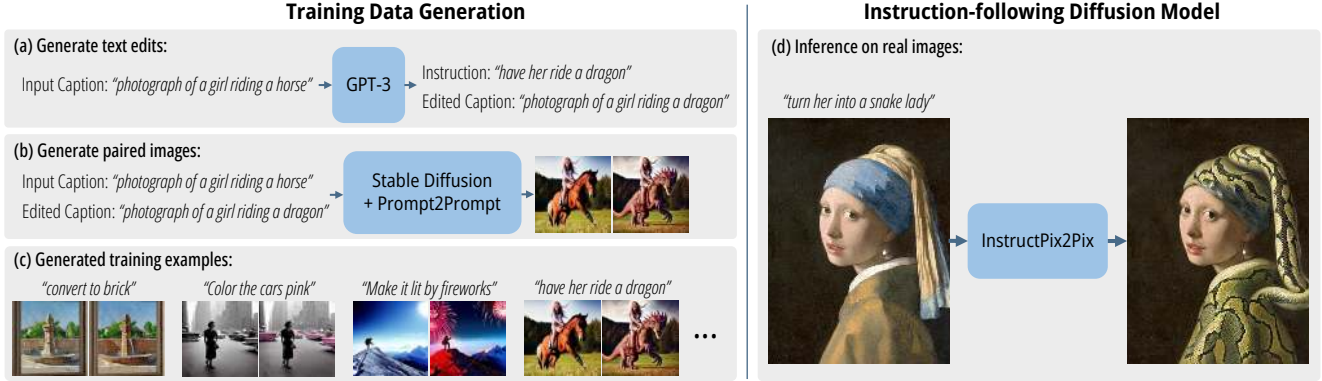 Training Data Generation
(a) Generate text edits:
Input Caption: “photograph of a girl riding a horse”
GPT-3
Instruction: “have her ride a dragon”
Edited Caption: “photograph of a girl riding a dragon”
(b) Generate paired images:
Input Caption: “photograph of a girl riding a horse”
Edited Caption: “photograph of a girl riding a dragon”
Stable Diffusion
+ Prompt2Prompt
(c) Generated training examples:
“convert to brick”
“Color the cars pink”
“Make it lit by fireworks”
“have her ride a dragon”
...
Instruction-following Diffusion Model
(d) Inference on real images:
“turn her into a snake lady”
InstructPix2Pix